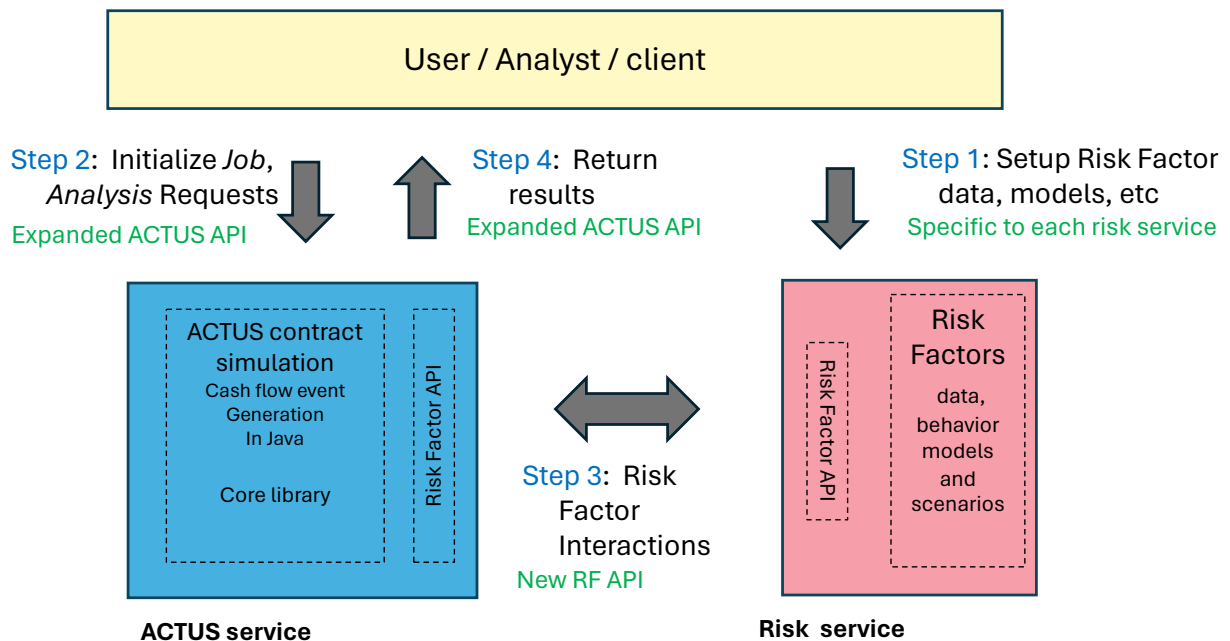 User / Analyst / client
Step 2: Initialize Job,
Analysis Requests
Expanded ACTUS API
Step 4: Return
results
Expanded ACTUS API
Step 1: Setup Risk Factor
data, models, etc
Specific to each risk service
ACTUS contract
simulation
Cash flow event
Generation
In Java
Core library
Risk Factor API
Step 3: Risk
Factor
Interactions
New RF API
Risk Factor API
Risk
Factors
data,
behavior
models
and
scenarios
ACTUS service
Risk service